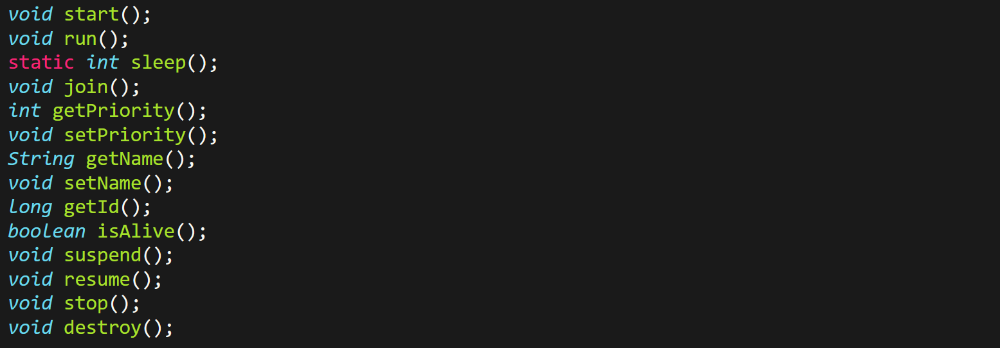 void start();
void run();
static int sleep();
void join();
int getPriority();
void setPriority();
String getName();
void setName();
long getId();
boolean isAlive();
void suspend();
void resume();
void stop();
void destroy();